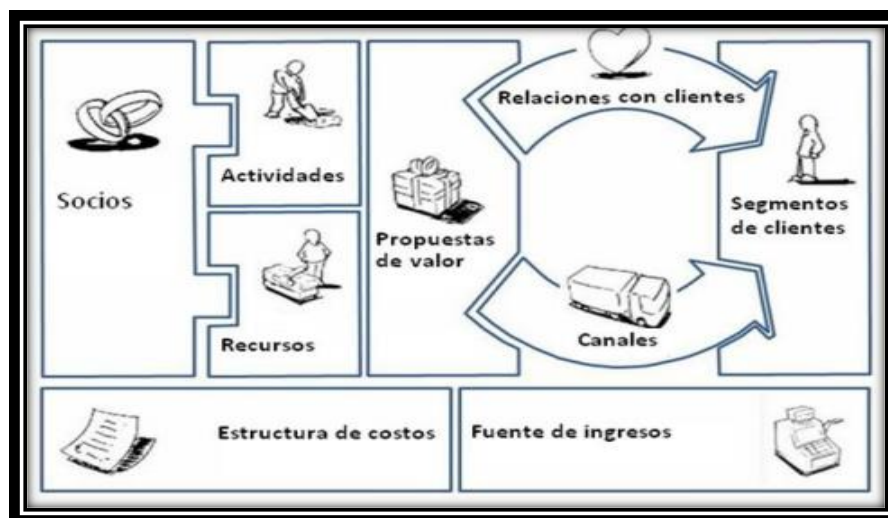 Socios
Actividades
Recursos
Propuestas
de valor
Relaciones con clientes
Canales
Segmentos
de clientes
Estructura de costos
Fuente de ingresos